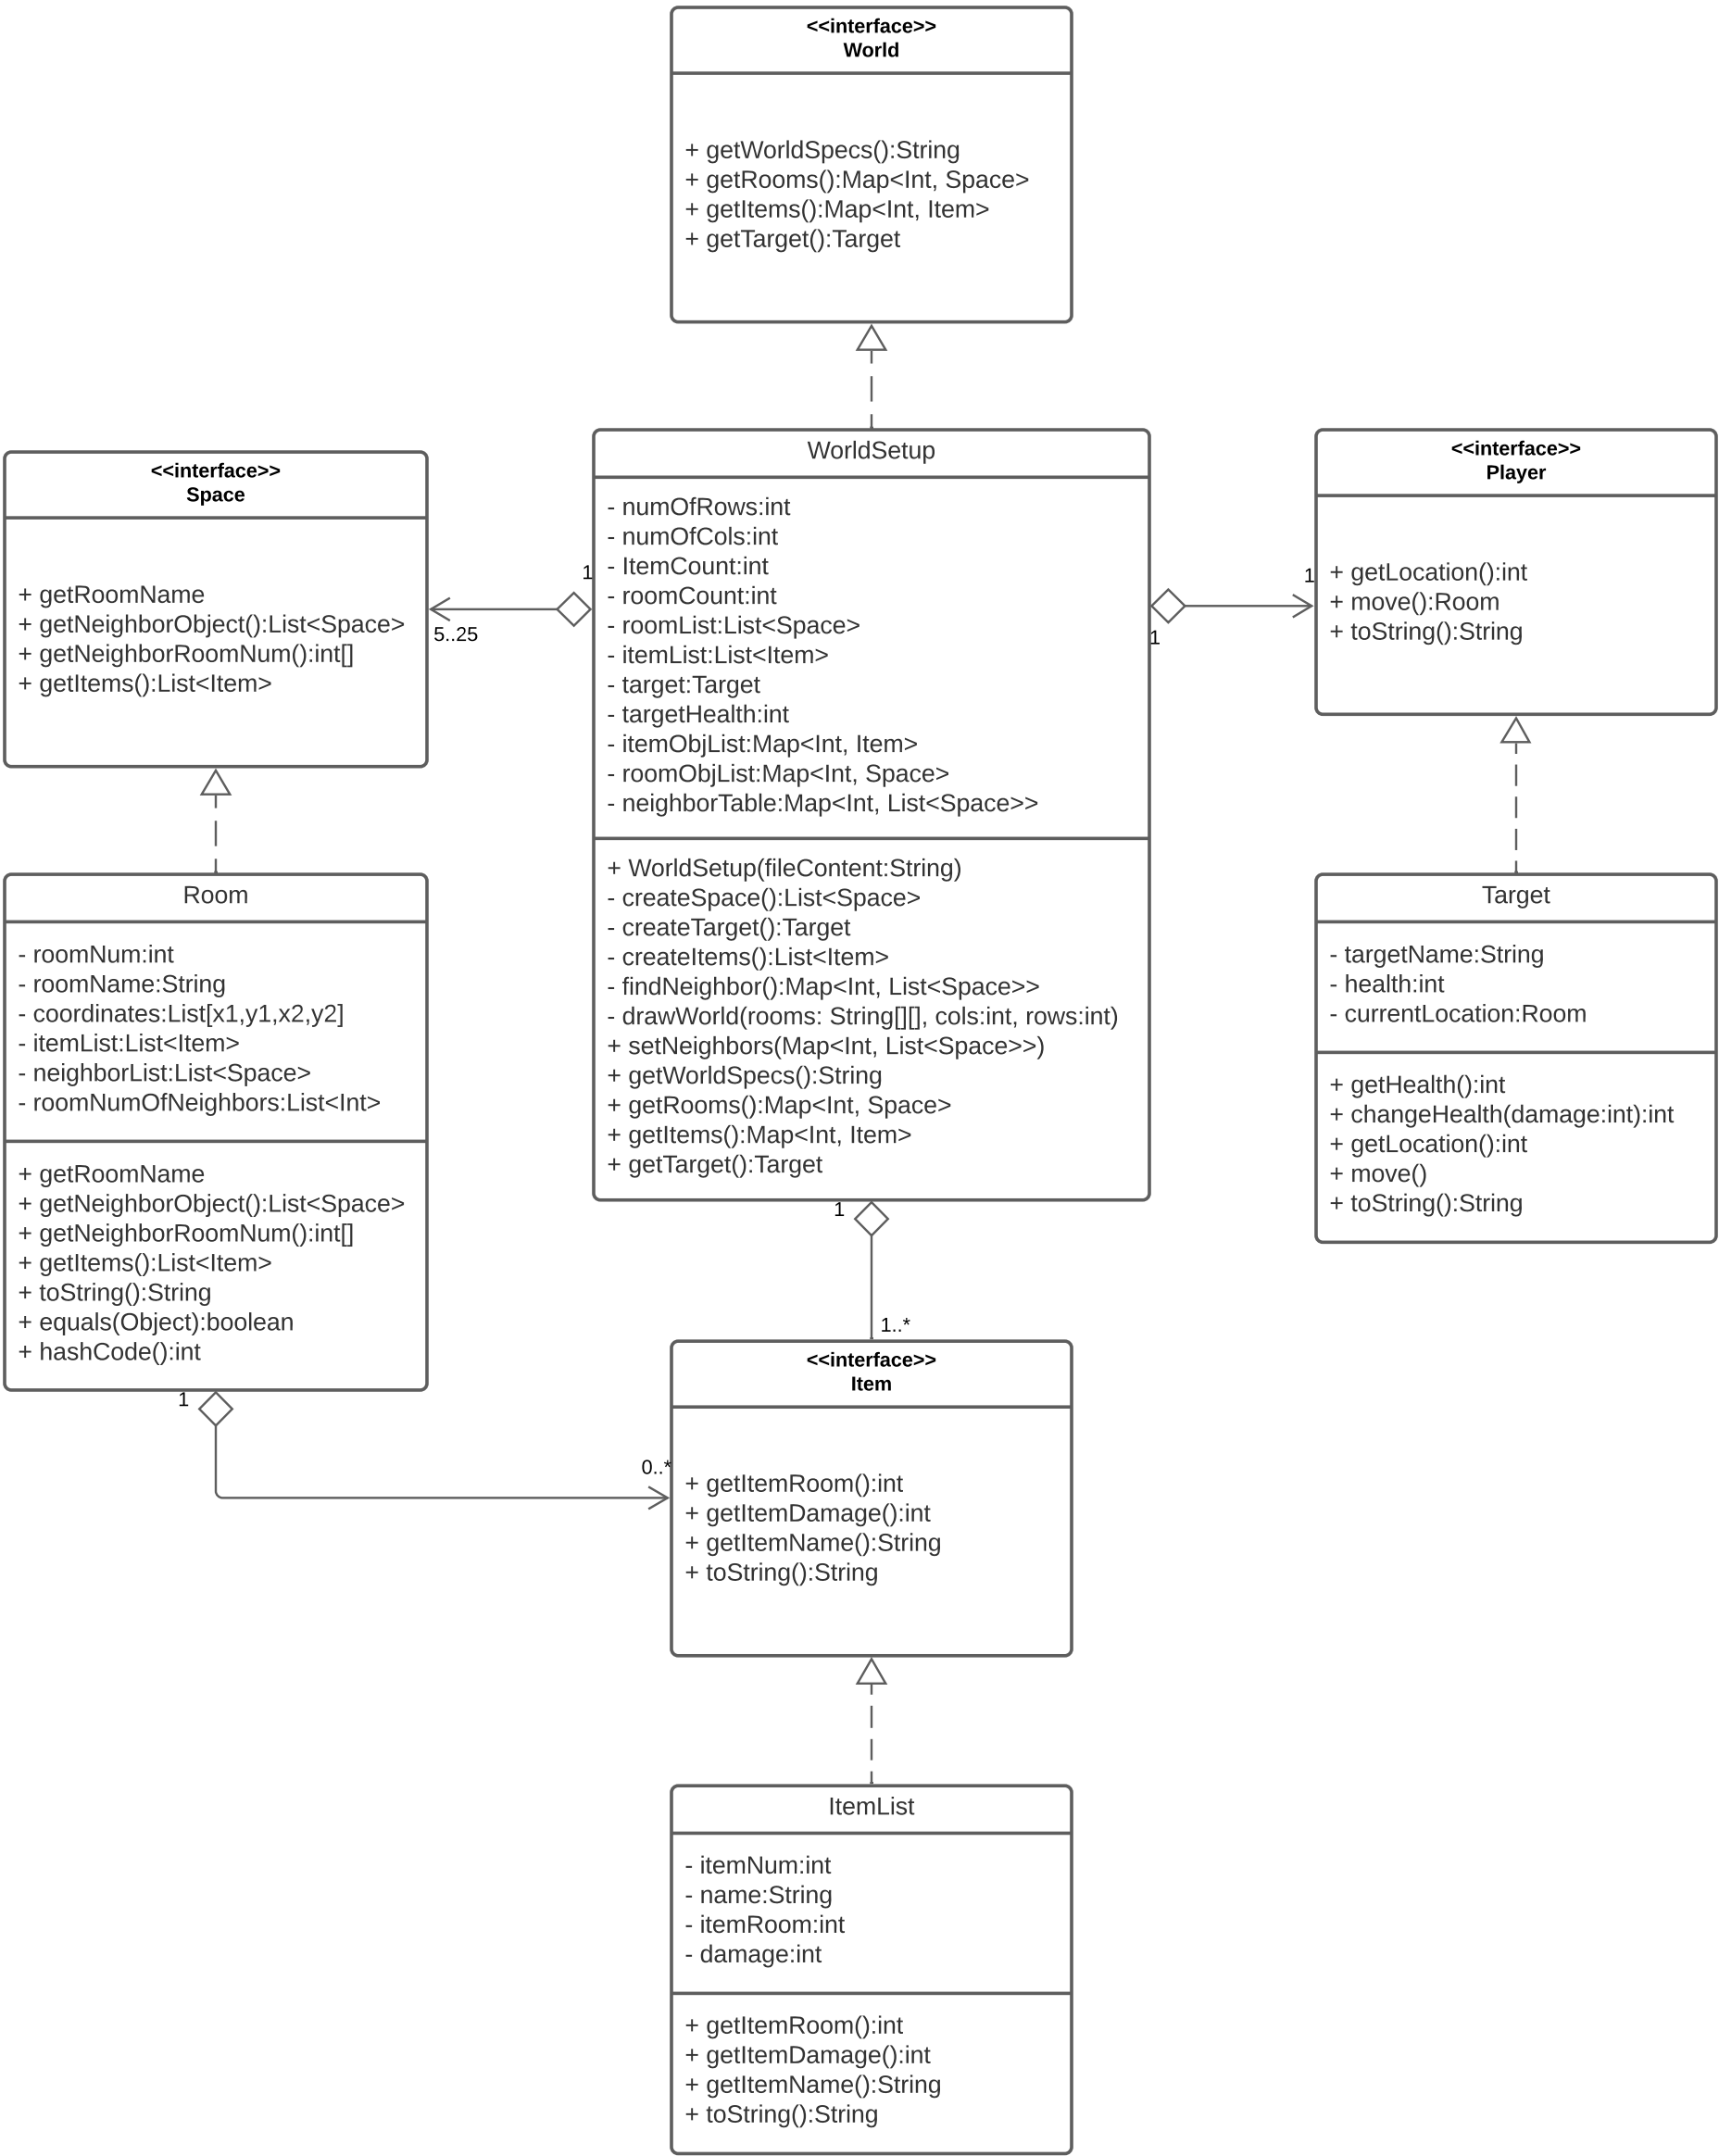 <<interface>>
World
+ getWorldSpecs():String
+ getRooms():Map<Int, Space>
+ getItems():Map<Int, Item>
+ getTarget():Target
<<interface>>
Space
+ getRoomName
+ getNeighborObject():List<Space>
+ getNeighborRoomNum():int[]
+ getItems():List<Item>
1
5..25
WorldSetup
- numOfRows:int
- numOfCols:int
- ItemCount:int
- roomCount:int
- roomList:List<Space>
- itemList:List<Item>
- target:Target
- targetHealth:int
- itemObjList:Map<Int, Item>
- roomObjList:Map<Int, Space>
- neighborTable:Map<Int, List<Space>>
+ WorldSetup(fileContent:String)
- createSpace():List<Space>
- createTarget():Target
- createItems():List<Item>
- findNeighbor():Map<Int, List<Space>>
- drawWorld(rooms: String[][], cols:int, rows:int)
+ setNeighbors(Map<Int, List<Space>>)
+ getWorldSpecs():String
+ getRooms():Map<Int, Space>
+ getItems():Map<Int, Item>
+ getTarget():Target
1
1
<<interface>>
Player
+ getLocation():int
+ move():Room
+ toString():String
Room
- roomNum:int
- roomName:String
- coordinates:List[x1,y1,x2,y2]
- itemList:List<Item>
- neighborList:List<Space>
- roomNumOfNeighbors:List<Int>
+ getRoomName
+ getNeighborObject():List<Space>
+ getNeighborRoomNum():int[]
+ getItems():List<Item>
+ toString():String
+ equals(Object):boolean
+ hashCode():int
Target
- targetName:String
- health:int
- currentLocation:Room
+ getHealth():int
+ changeHealth(damage:int):int
+ getLocation():int
+ move()
+ toString():String
1
1..*
1
0..*
<<interface>>
Item
+ getItemRoom():int
+ getItemDamage():int
+ getItemName():String
+ toString():String
ItemList
- itemNum:int
- name:String
- itemRoom:int
- damage:int
+ getItemRoom():int
+ getItemDamage():int
+ getItemName():String
+ toString():String